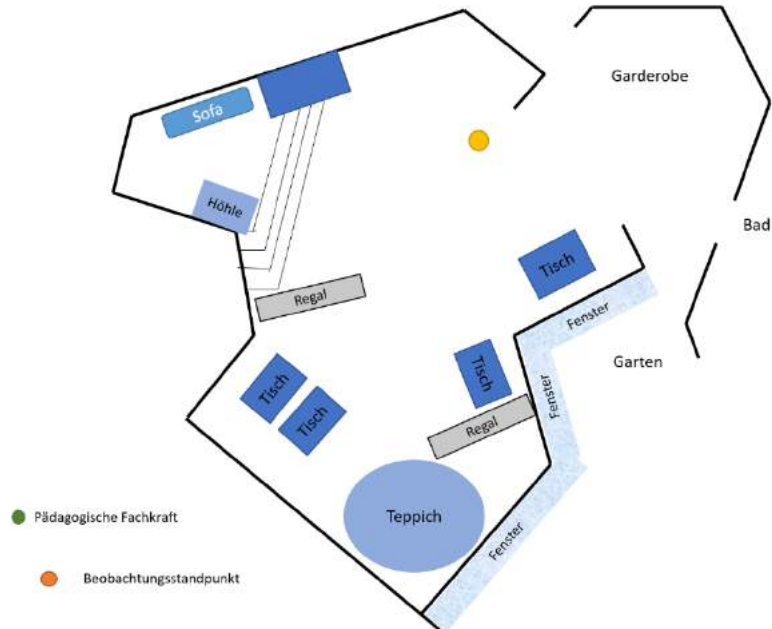 Garderobe
Sofa
Höhle
Bad
Tisch
Regal
Fenster
Garten
Tisch
Fenster
Tisch
Tisch
Regal
Teppich
Pädagogische Fachkraft
Fenster
Beobachtungsstandpunkt